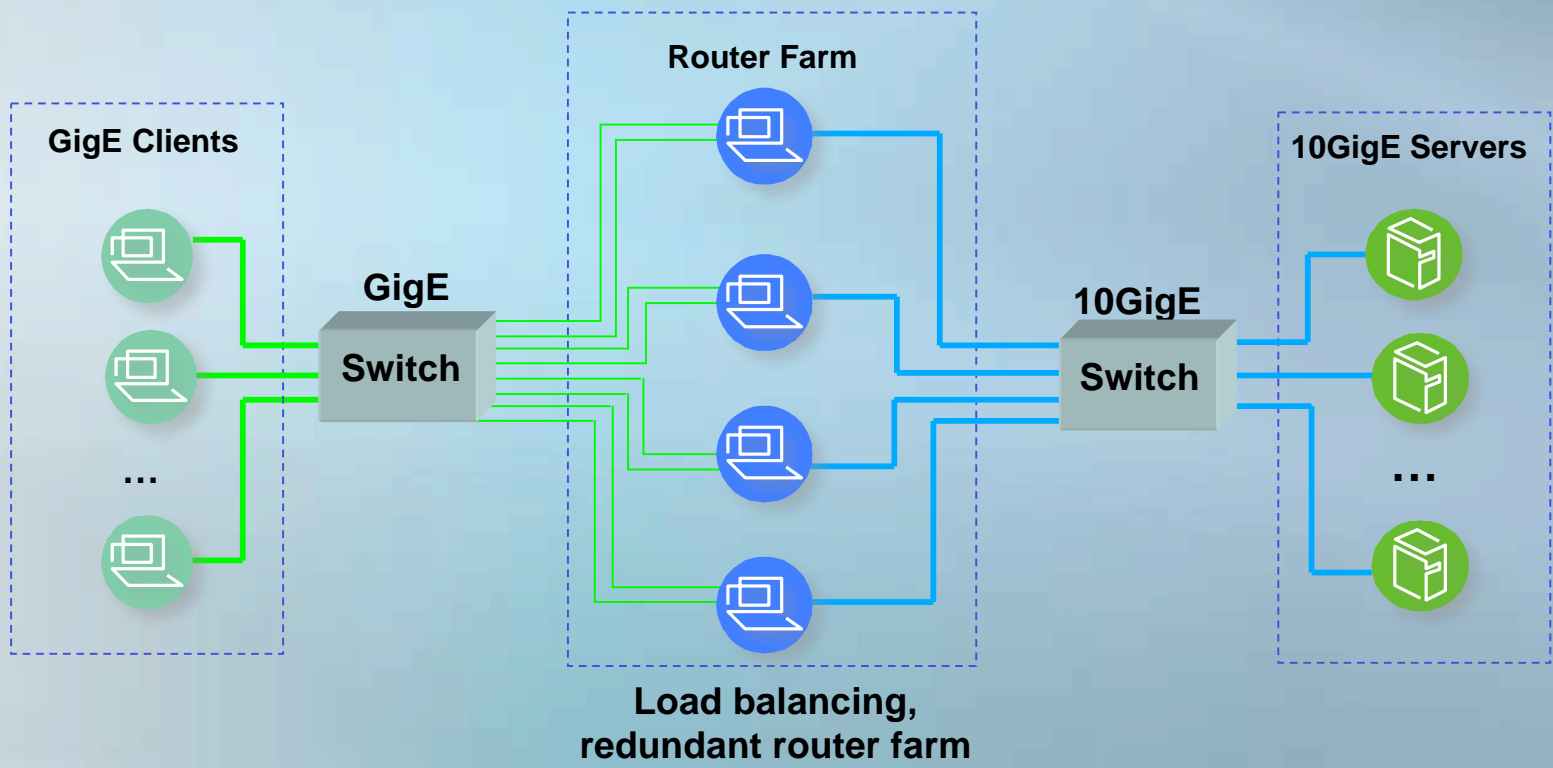 Router Farm
GigE Clients
10GigE Servers
GigE
Switch
10GigE
Switch
...
...
Load balancing,
redundant router farm